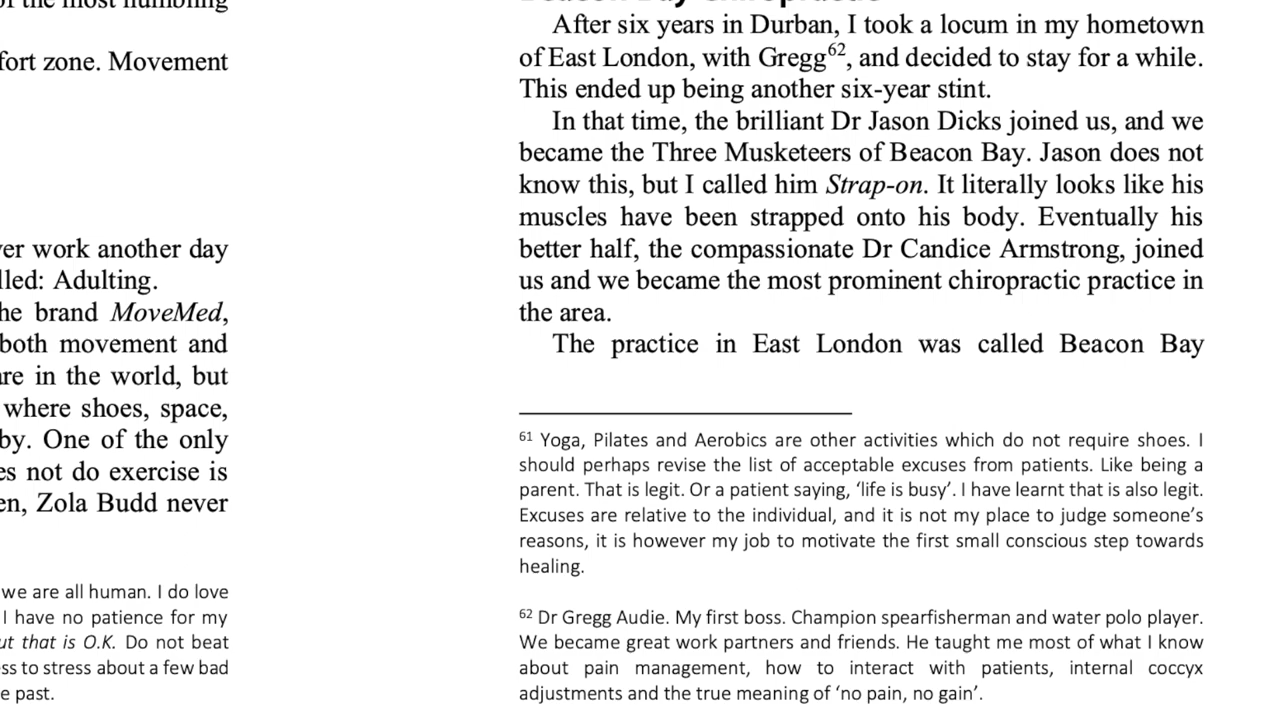 of the most humbling
fort zone. Movement
ver work another day
lled: Adulting.
he brand MoveMed,
both movement and
are in the world, but
where shoes, space,
by. One of the only
es not do exercise is
en, Zola Budd never
we are all human. I do love
I have no patience for my
ut that is O.K. Do not beat
ss to stress about a few bad
e past.
Beacon Bay Chiropractic
After six years in Durban, I took a locum in my hometown
of East London, with Gregg62, and decided to stay for a while.
This ended up being another six-year stint.
In that time, the brilliant Dr Jason Dicks joined us, and we
became the Three Musketeers of Beacon Bay. Jason does not
know this, but I called him Strap-on. It literally looks like his
muscles have been strapped onto his body. Eventually his
better half, the compassionate Dr Candice Armstrong, joined
us and we became the most prominent chiropractic practice in
the area.
The practice in East London was called Beacon Bay
61 Yoga, Pilates and Aerobics are other activities which do not require shoes. I
should perhaps revise the list of acceptable excuses from patients. Like being a
parent. That is legit. Or a patient saying, ‘life is busy’. I have learnt that is also legit.
Excuses are relative to the individual, and it is not my place to judge someone’s
reasons, it is however my job to motivate the first small conscious step towards
healing.
62 Dr Gregg Audie. My first boss. Champion spearfisherman and water polo player.
We became great work partners and friends. He taught me most of what I know
about pain management, how to interact with patients, internal coccyx
adjustments and the true meaning of ‘no pain, no gain’.